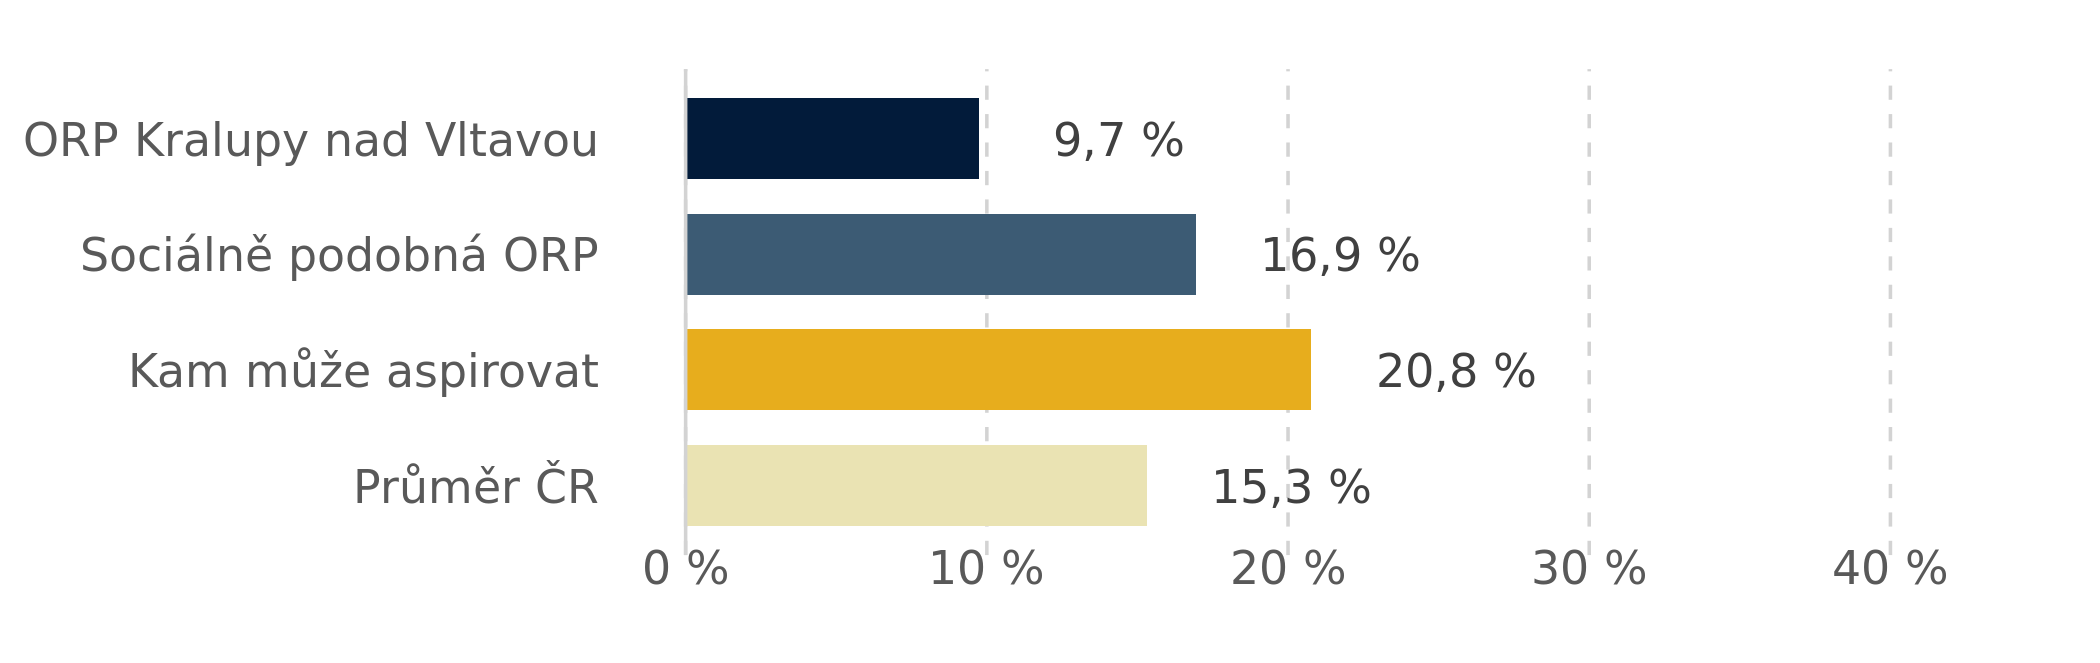 ORP Kralupy nad Vltavou 9,7 %
Sociálně podobná ORP 16,9 %
Kam může aspirovat 20,8 %
Průměr ČR 15,3 %
0 % 10 % 20 % 30 % 40 %